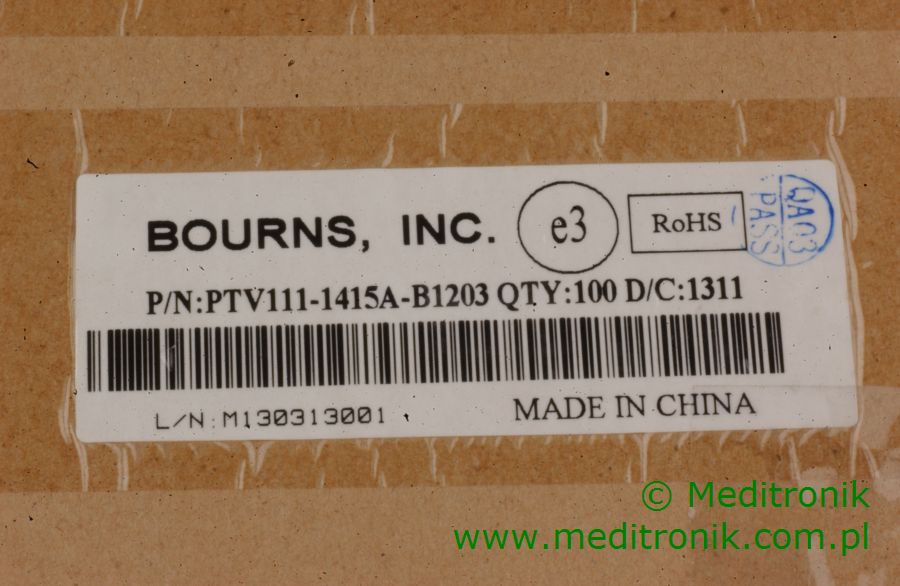 BOURNS, INC.
e3
RoHS
QA03
PASS
P/N:PTV111-1415A-B1203 QTY:100 D/C:1311
L/N:M130313001
MADE IN CHINA
© Meditronik
www.meditronik.com.pl